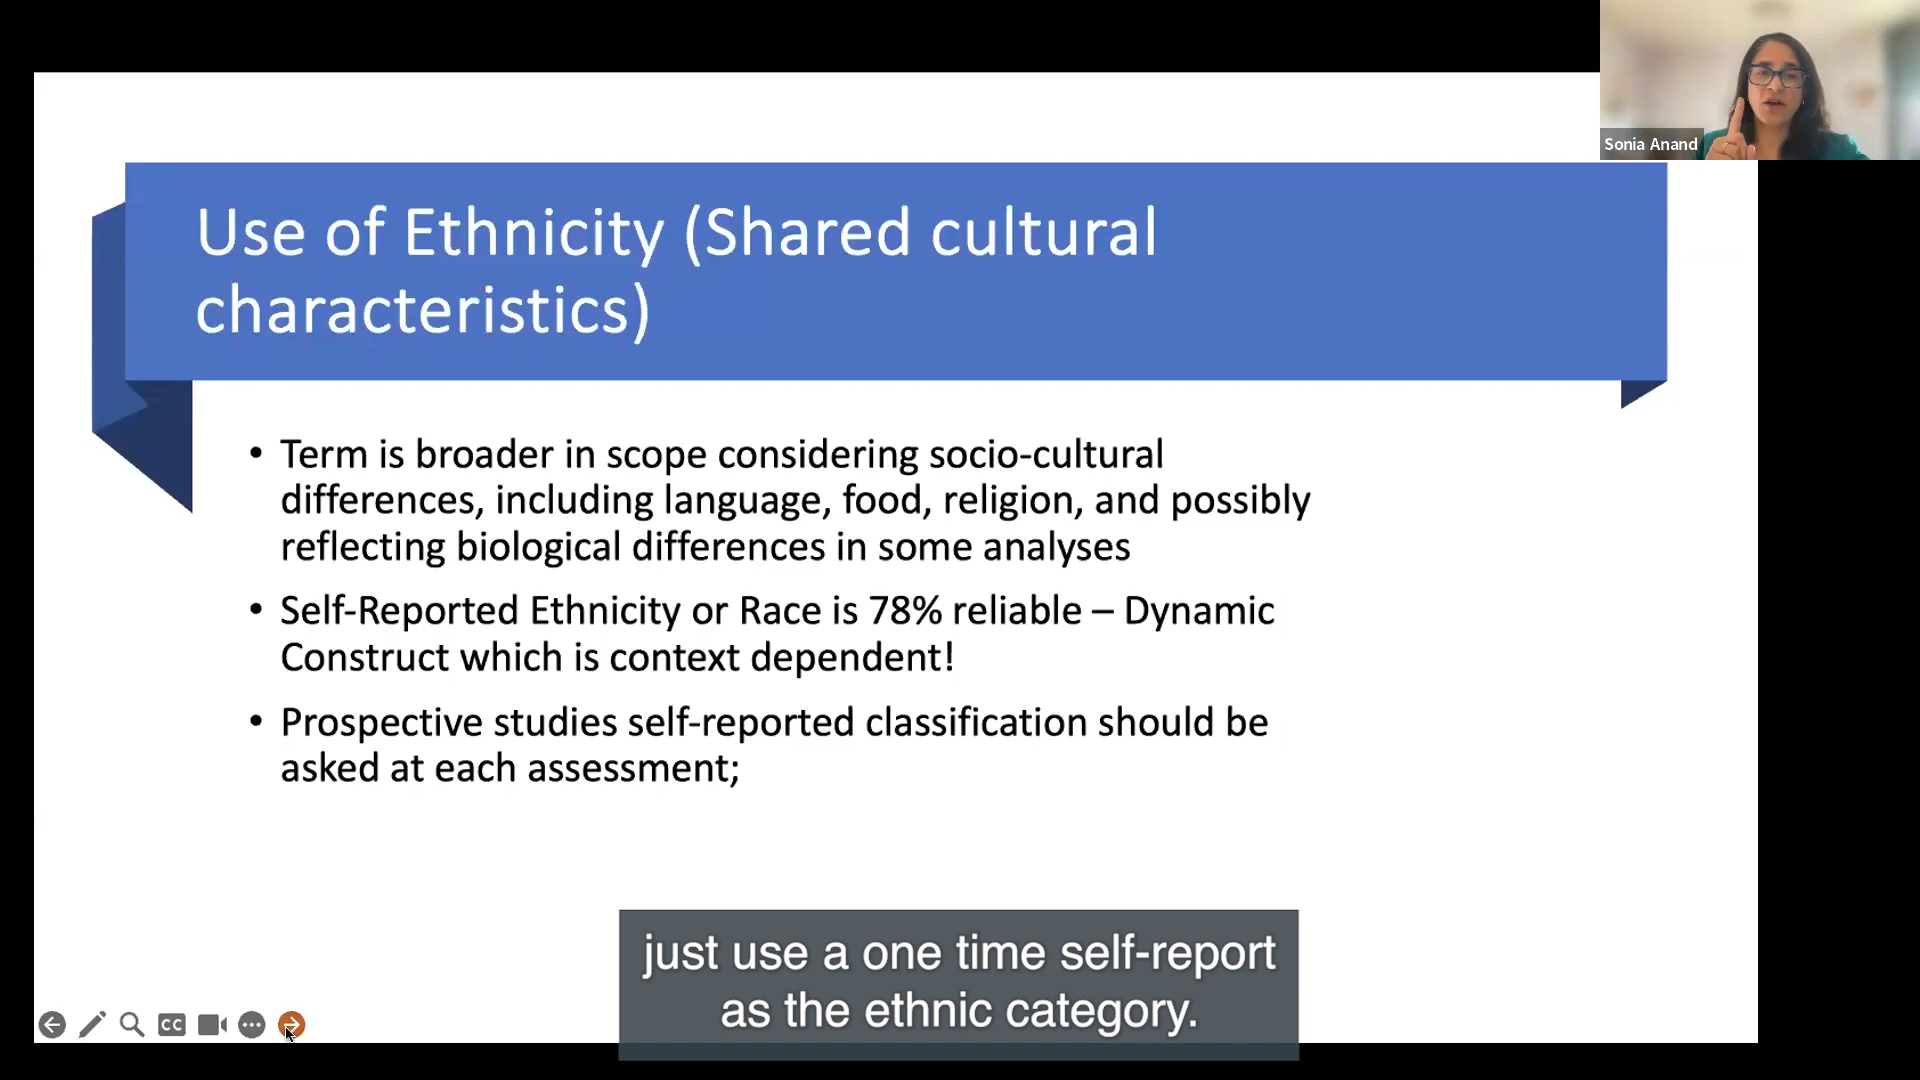 Sonia Anand
Use of Ethnicity (Shared cultural
characteristics)
• Term is broader in scope considering socio-cultural
differences, including language, food, religion, and possibly
reflecting biological differences in some analyses
• Self-Reported Ethnicity or Race is 78% reliable – Dynamic
Construct which is context dependent!
• Prospective studies self-reported classification should be
asked at each assessment;
just use a one time self-report
as the ethnic category.
CC